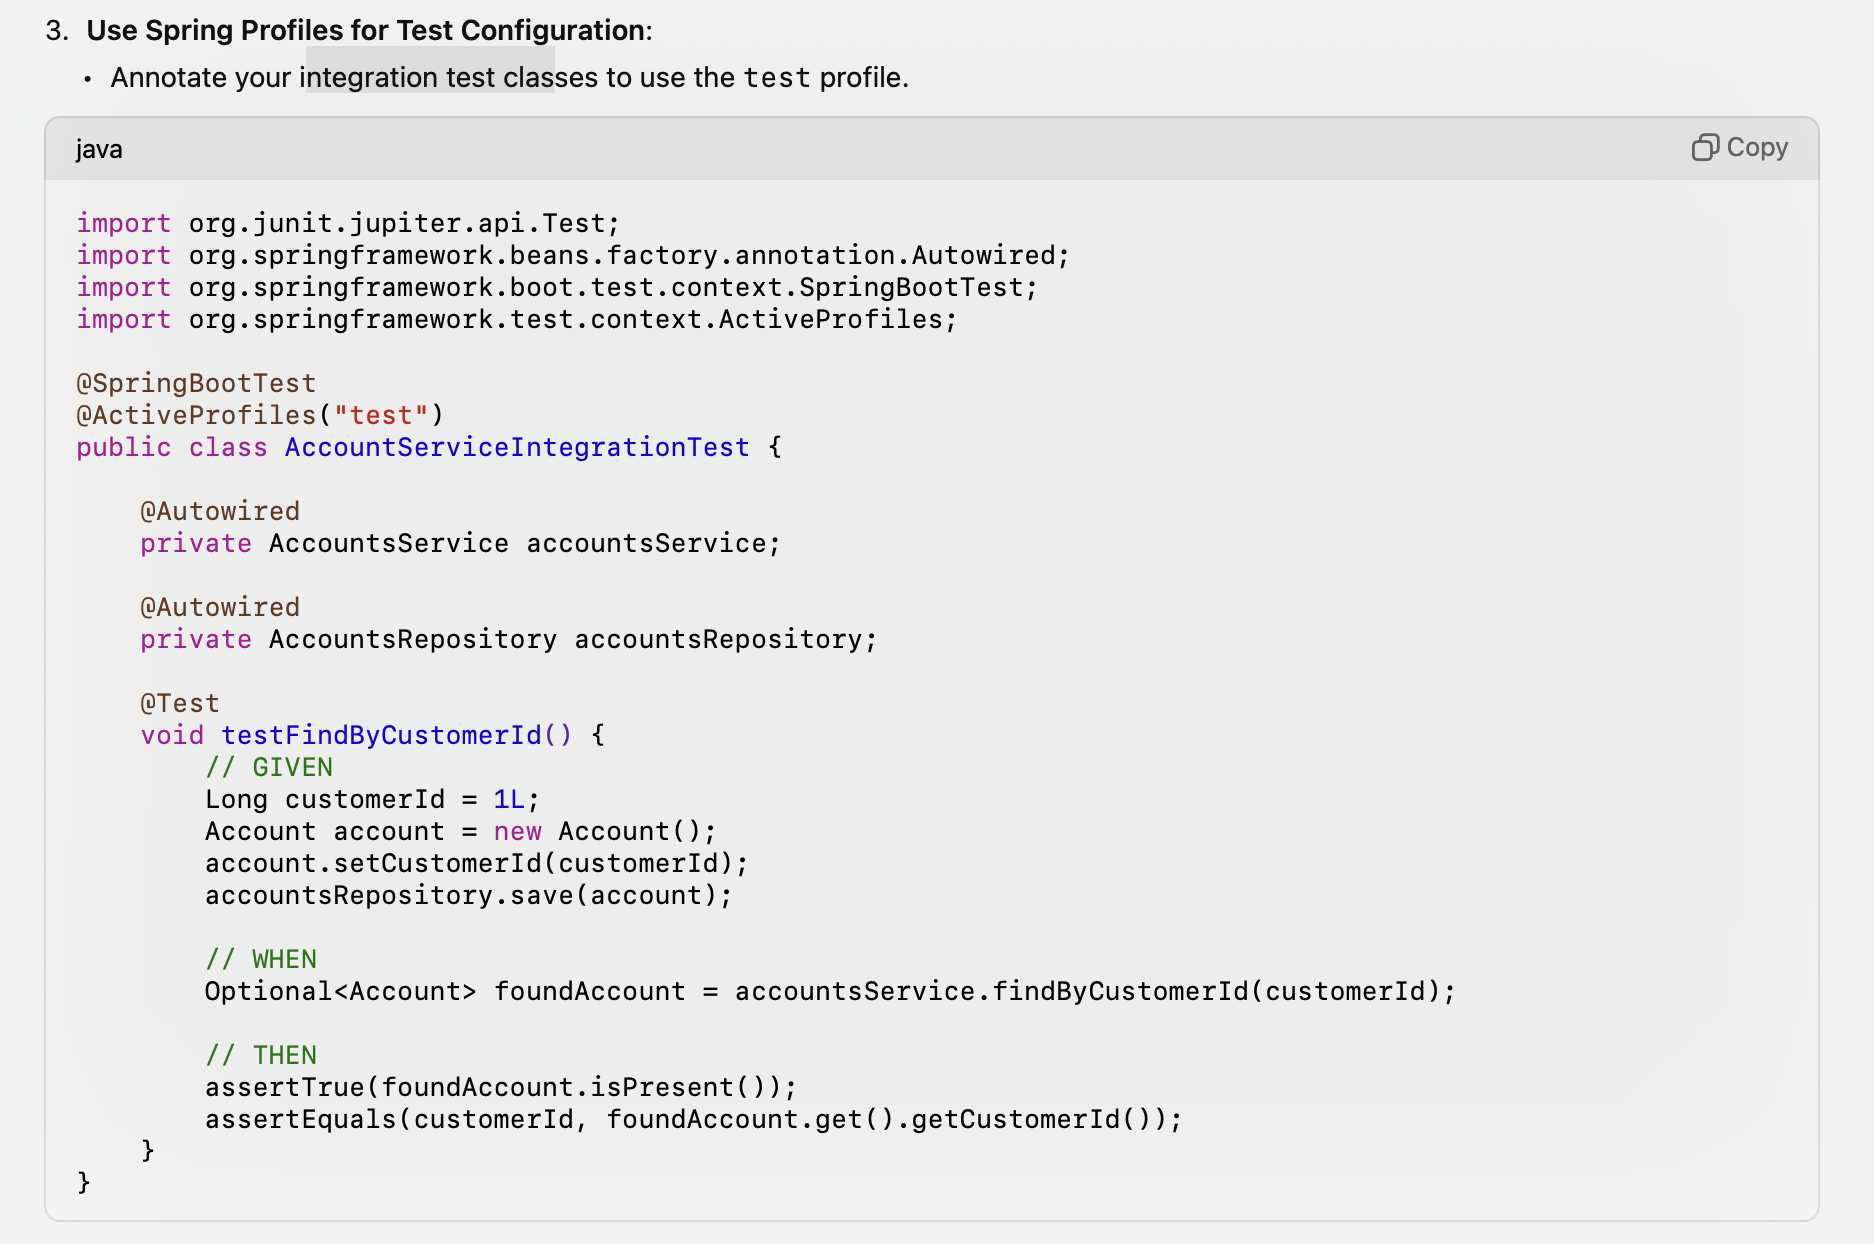 3. Use Spring Profiles for Test Configuration:
• Annotate your integration test classes to use the test profile.
java
Copy
import org.junit.jupiter.api.Test;
import org.springframework.beans.factory.annotation.Autowired;
import org.springframework.boot.test.context.SpringBootTest;
import org.springframework.test.context.ActiveProfiles;
@SpringBootTest
@ActiveProfiles("test")
public class AccountServiceIntegrationTest {
@Autowired
private AccountsService accountsService;
@Autowired
private AccountsRepository accountsRepository;
@Test
void testFindByCustomerId() {
// GIVEN
Long customerId = 1L;
Account account = new Account();
account.setCustomerId(customerId);
accountsRepository.save(account);
// WHEN
Optional<Account> foundAccount = accountsService.findByCustomerId(customerId);
// THEN
assertTrue(foundAccount.isPresent());
assertEquals(customerId, foundAccount.get().getCustomerId());
}
}